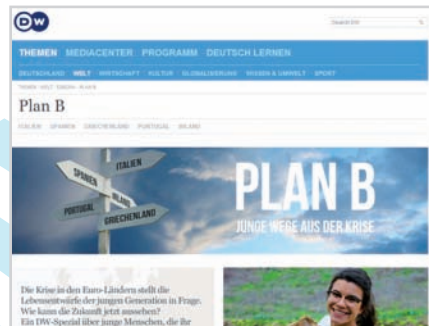 DW
THEMEN MEDIACENTER PROGRAMM DEUTSCH LERNEN
DEUTSCHLAND WELT WIRTSCHAFT KULTUR GLOBALISIERUNG WISSEN & UMWELT SPORT
Plan B
ITALIEN SPANIEN GRIECHENLAND PORTUGAL IRLAND
ITALIEN
SPANIEN
IRLAND
PORTUGAL
GRIECHENLAND
PLAN B
JUNGE WEGE AUS DER KRISE
Die Krise in den Euro-Ländern stellt die
Lebensentwürfe der jungen Generation in Frage.
Wie kann die Zukunft jetzt aussehen?
Ein DW-Spezial über junge Menschen, die ihr